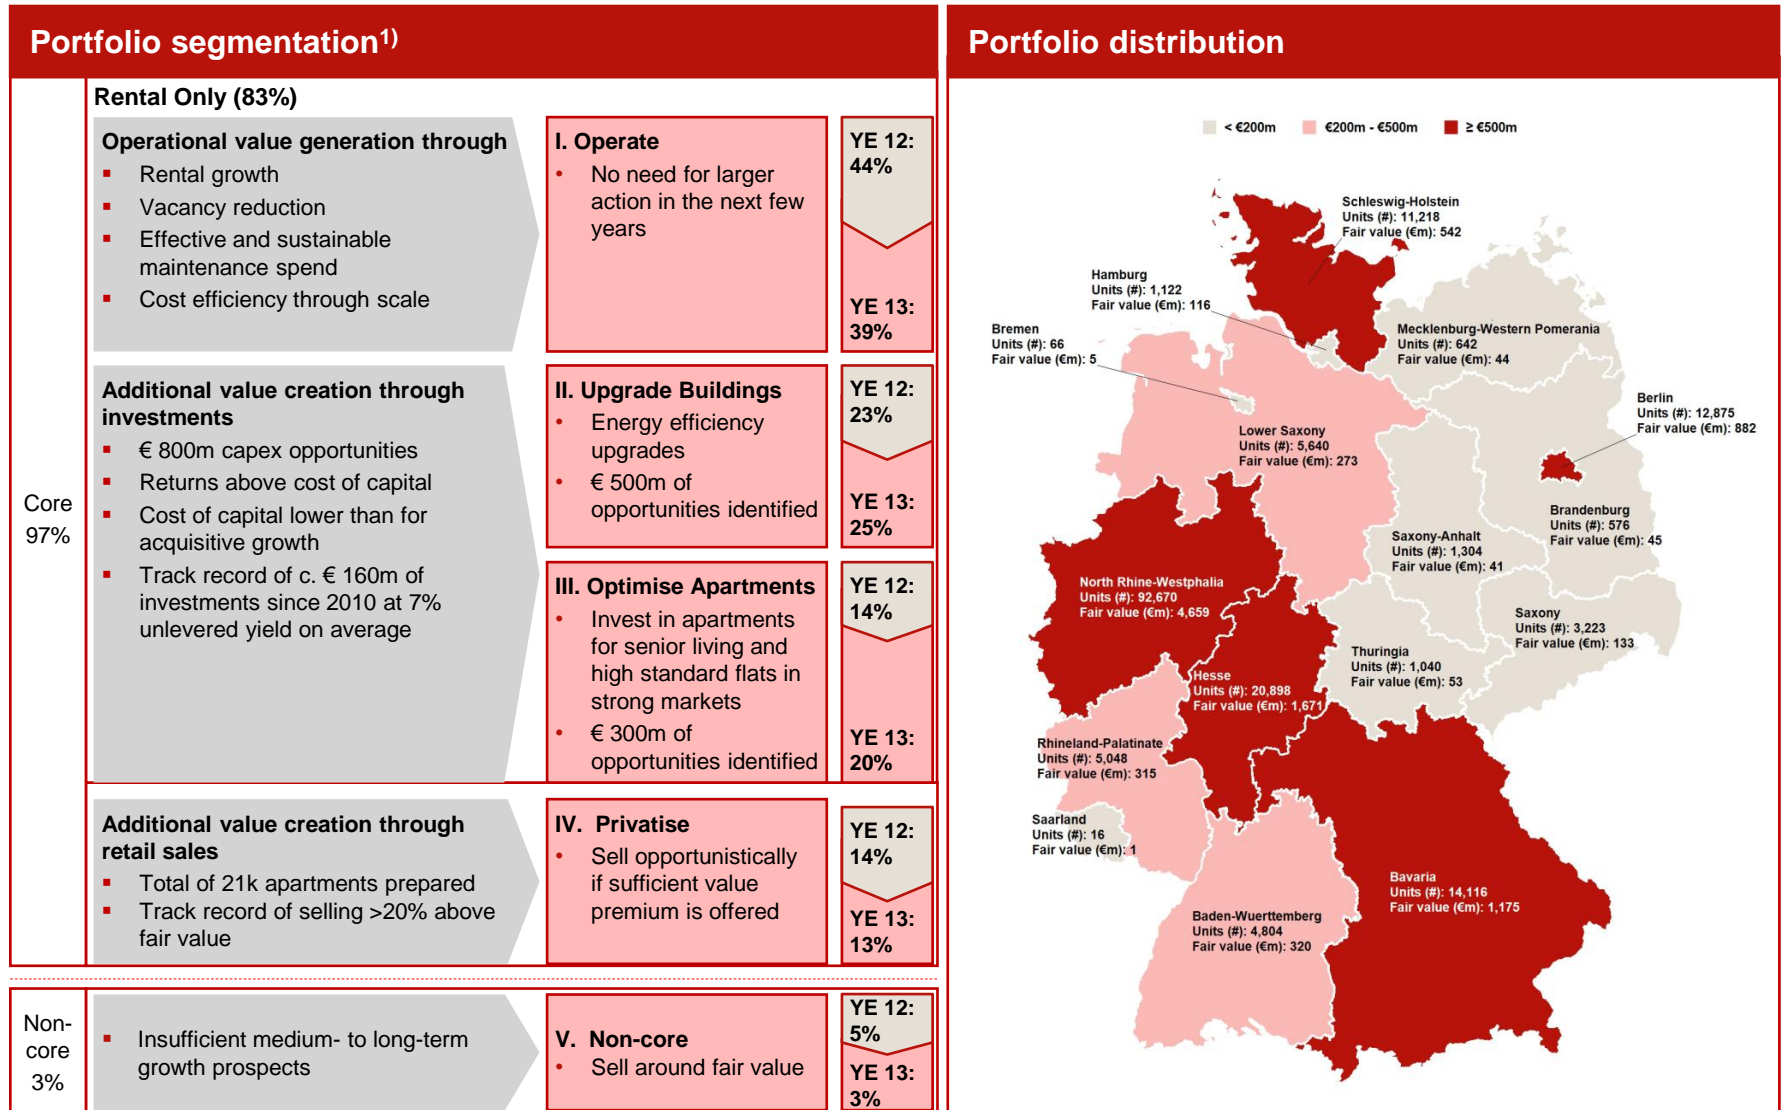 Portfolio segmentation1)
Core
97%
Rental Only (83%)
Operational value generation through
▪ Rental growth
▪ Vacancy reduction
▪ Effective and sustainable
maintenance spend
▪ Cost efficiency through scale
I. Operate
• No need for larger
action in the next few
years
YE 12:
44%
YE 13:
39%
Additional value creation through
investments
▪ € 800m capex opportunities
▪ Returns above cost of capital
▪ Cost of capital lower than for
acquisitive growth
▪ Track record of c. € 160m of
investments since 2010 at 7%
unlevered yield on average
II. Upgrade Buildings
• Energy efficiency
upgrades
• € 500m of
opportunities identified
YE 12:
23%
YE 13:
25%
III. Optimise Apartments
• Invest in apartments
for senior living and
high standard flats in
strong markets
• € 300m of
opportunities identified
YE 12:
14%
YE 13:
20%
Additional value creation through
retail sales
▪ Total of 21k apartments prepared
▪ Track record of selling >20% above
fair value
IV. Privatise
• Sell opportunistically
if sufficient value
premium is offered
YE 12:
14%
YE 13:
13%
Non-
core
3%
▪ Insufficient medium- to long-term
growth prospects
V. Non-core
• Sell around fair value
YE 12:
5%
YE 13:
3%
Portfolio distribution
< €200m
€200m - €500m
≥ €500m
Schleswig-Holstein
Units (#): 11,218
Fair value (€m): 542
Hamburg
Units (#): 1,122
Fair value (€m): 116
Bremen
Units (#): 66
Fair value (€m): 5
Mecklenburg-Western Pomerania
Units (#): 642
Fair value (€m): 44
Berlin
Units (#): 12,875
Fair value (€m): 882
Lower Saxony
Units (#): 5,640
Fair value (€m): 273
Brandenburg
Units (#): 576
Fair value (€m): 45
Saxony-Anhalt
Units (#): 1,304
Fair value (€m): 41
North Rhine-Westphalia
Units (#): 92,670
Fair value (€m): 4,659
Saxony
Units (#): 3,223
Fair value (€m): 133
Thuringia
Units (#): 1,040
Fair value (€m): 53
Hesse
Units (#): 20,898
Fair value (€m): 1,671
Rhineland-Palatinate
Units (#): 5,048
Fair value (€m): 315
Saarland
Units (#): 16
Fair value (€m): 1
Bavaria
Units (#): 14,116
Fair value (€m): 1,175
Baden-Wuerttemberg
Units (#): 4,804
Fair value (€m): 320